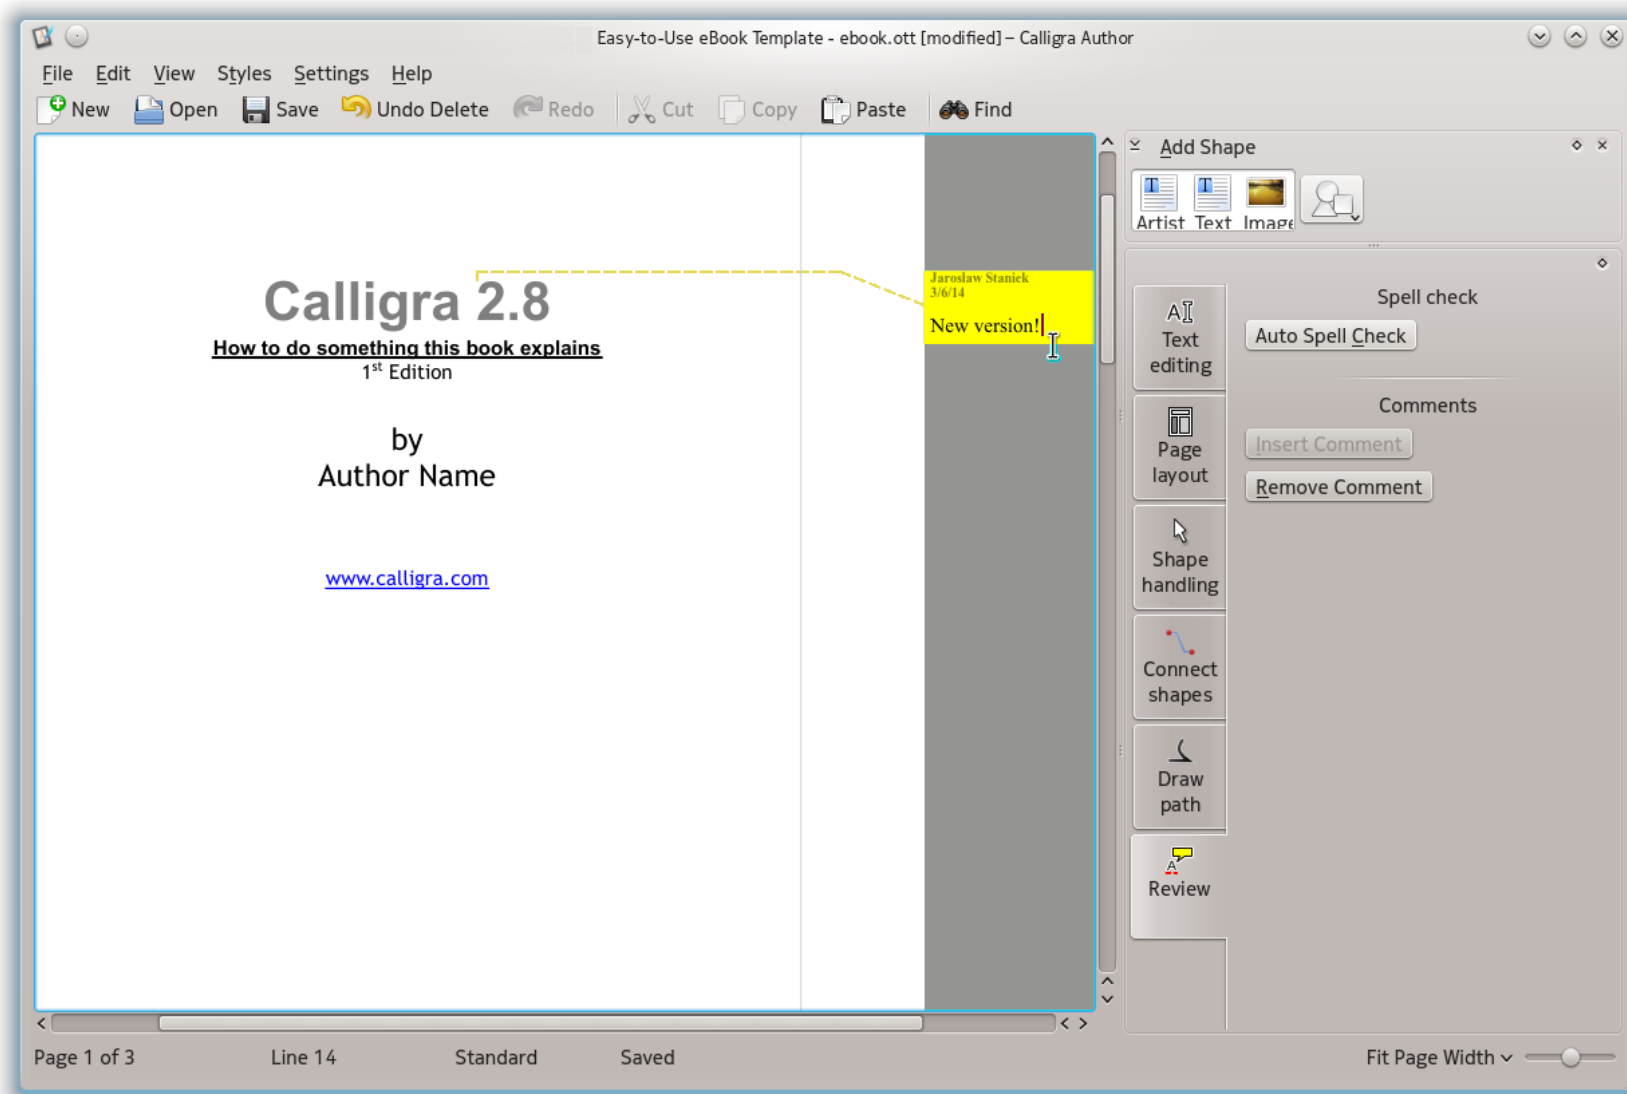 Easy-to-Use eBook Template - ebook.ott [modified] – Calligra Author
File Edit View Styles Settings Help
New Open Save Undo Delete Redo Cut Copy Paste Find
Add Shape
Artist Text Image
Calligra 2.8
How to do something this book explains
1st Edition
by
Author Name
www.calligra.com
Jaroslaw Staniek
3/6/14
New version!
Text
editing
Page
layout
Shape
handling
Connect
shapes
Draw
path
Review
Spell check
Auto Spell Check
Comments
Insert Comment
Remove Comment
Page 1 of 3 Line 14 Standard Saved Fit Page Width